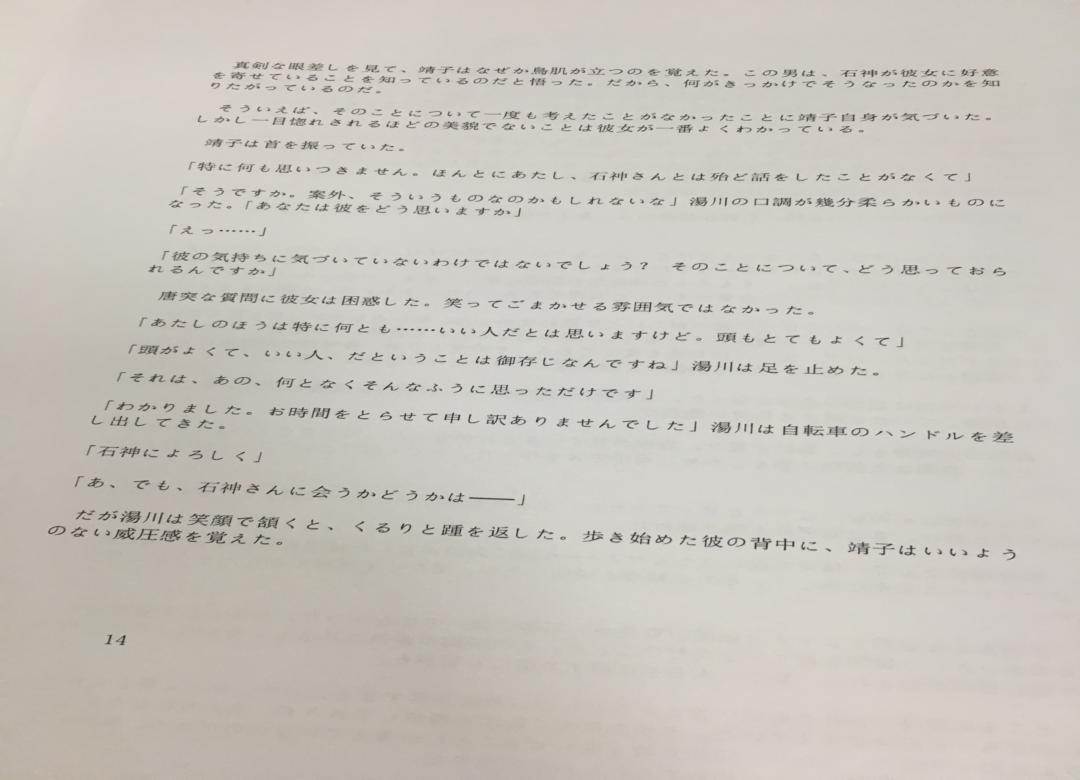 真剣な眼差しを見て、靖子はなぜか鳥肌が立つのを覚えた。この男は、石神が彼女に好意
を寄せていることを知っているのだと悟った。だから、何がきっかけでそうなったのかを知
りたがっているのだ。
そういえば、そのことについて一度も考えたことがなかったことに靖子自身が気づいた。
しかし一目惚れされるほどの美貌でないことは彼女が一番よくわかっている。
靖子は首を振っていた。
「特に何も思いつきません。ほんとにあたし、石神さんとは殆ど話をしたことがなくて」
「そうですか。案外、そういうものなのかもしれないな」湯川の口調が幾分柔らかいものに
なった。「あなたは彼をどう思いますか」
「えっ……」
「彼の気持ちに気づいていないわけではないでしょう？　そのことについて、どう思っておら
れるんですか」
唐突な質問に彼女は困惑した。笑ってごまかせる雰囲気ではなかった。
「あたしのほうは特に何とも……いい人だとは思いますけど。頭もとてもよくて」
「頭がよくて、いい人、だということは御存じなんですね」湯川は足を止めた。
「それは、あの、何となくそんなふうに思っただけです」
「わかりました。お時間をとらせて申し訳ありませんでした」湯川は自転車のハンドルを差
し出してきた。
「石神によろしく」
「あ、でも、石神さんに会うかどうかは――」
だが湯川は笑顔で頷くと、くるりと踵を返した。歩き始めた彼の背中に、靖子はいいよう
のない威圧感を覚えた。
14